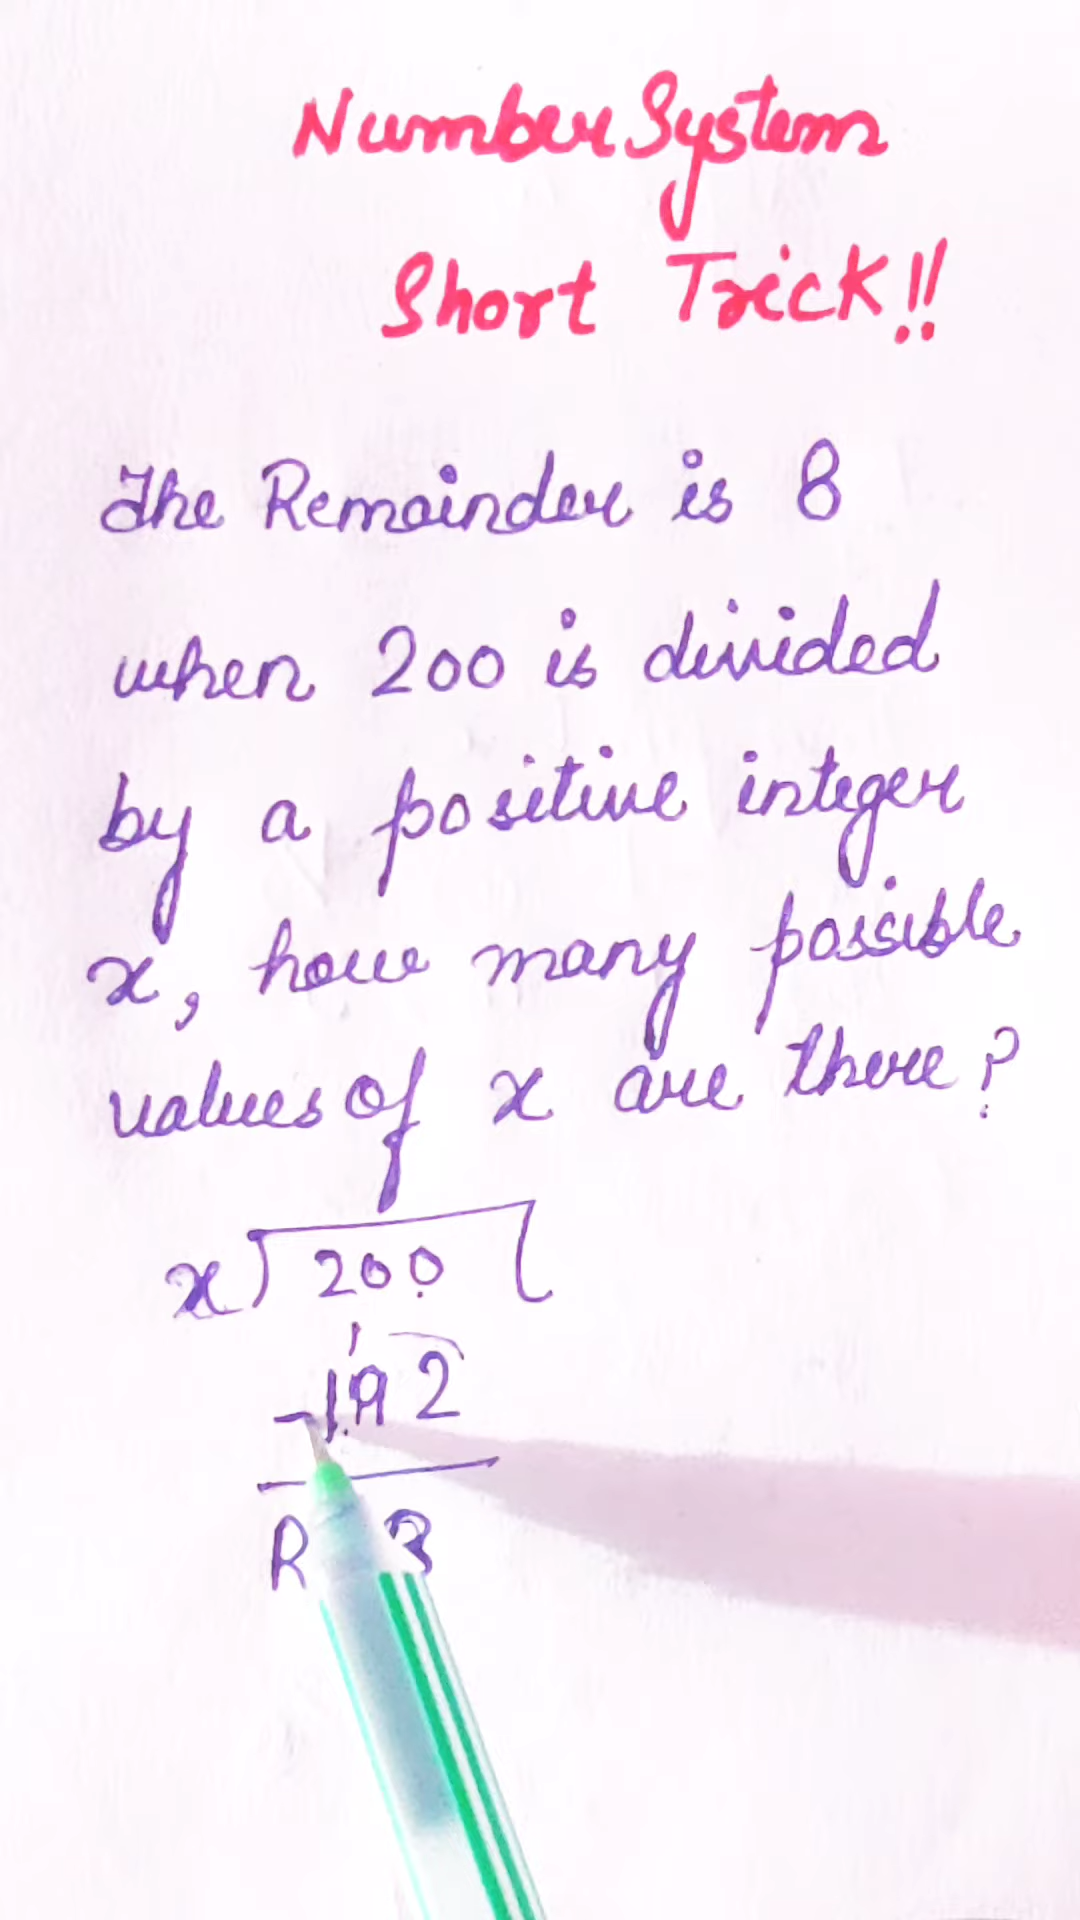 Number System
Short Trick!!
The Remainder is 8
when 200 is divided
by a positive integer
x, how many possible
values of x are there?
x) 200 (
-192
R 8